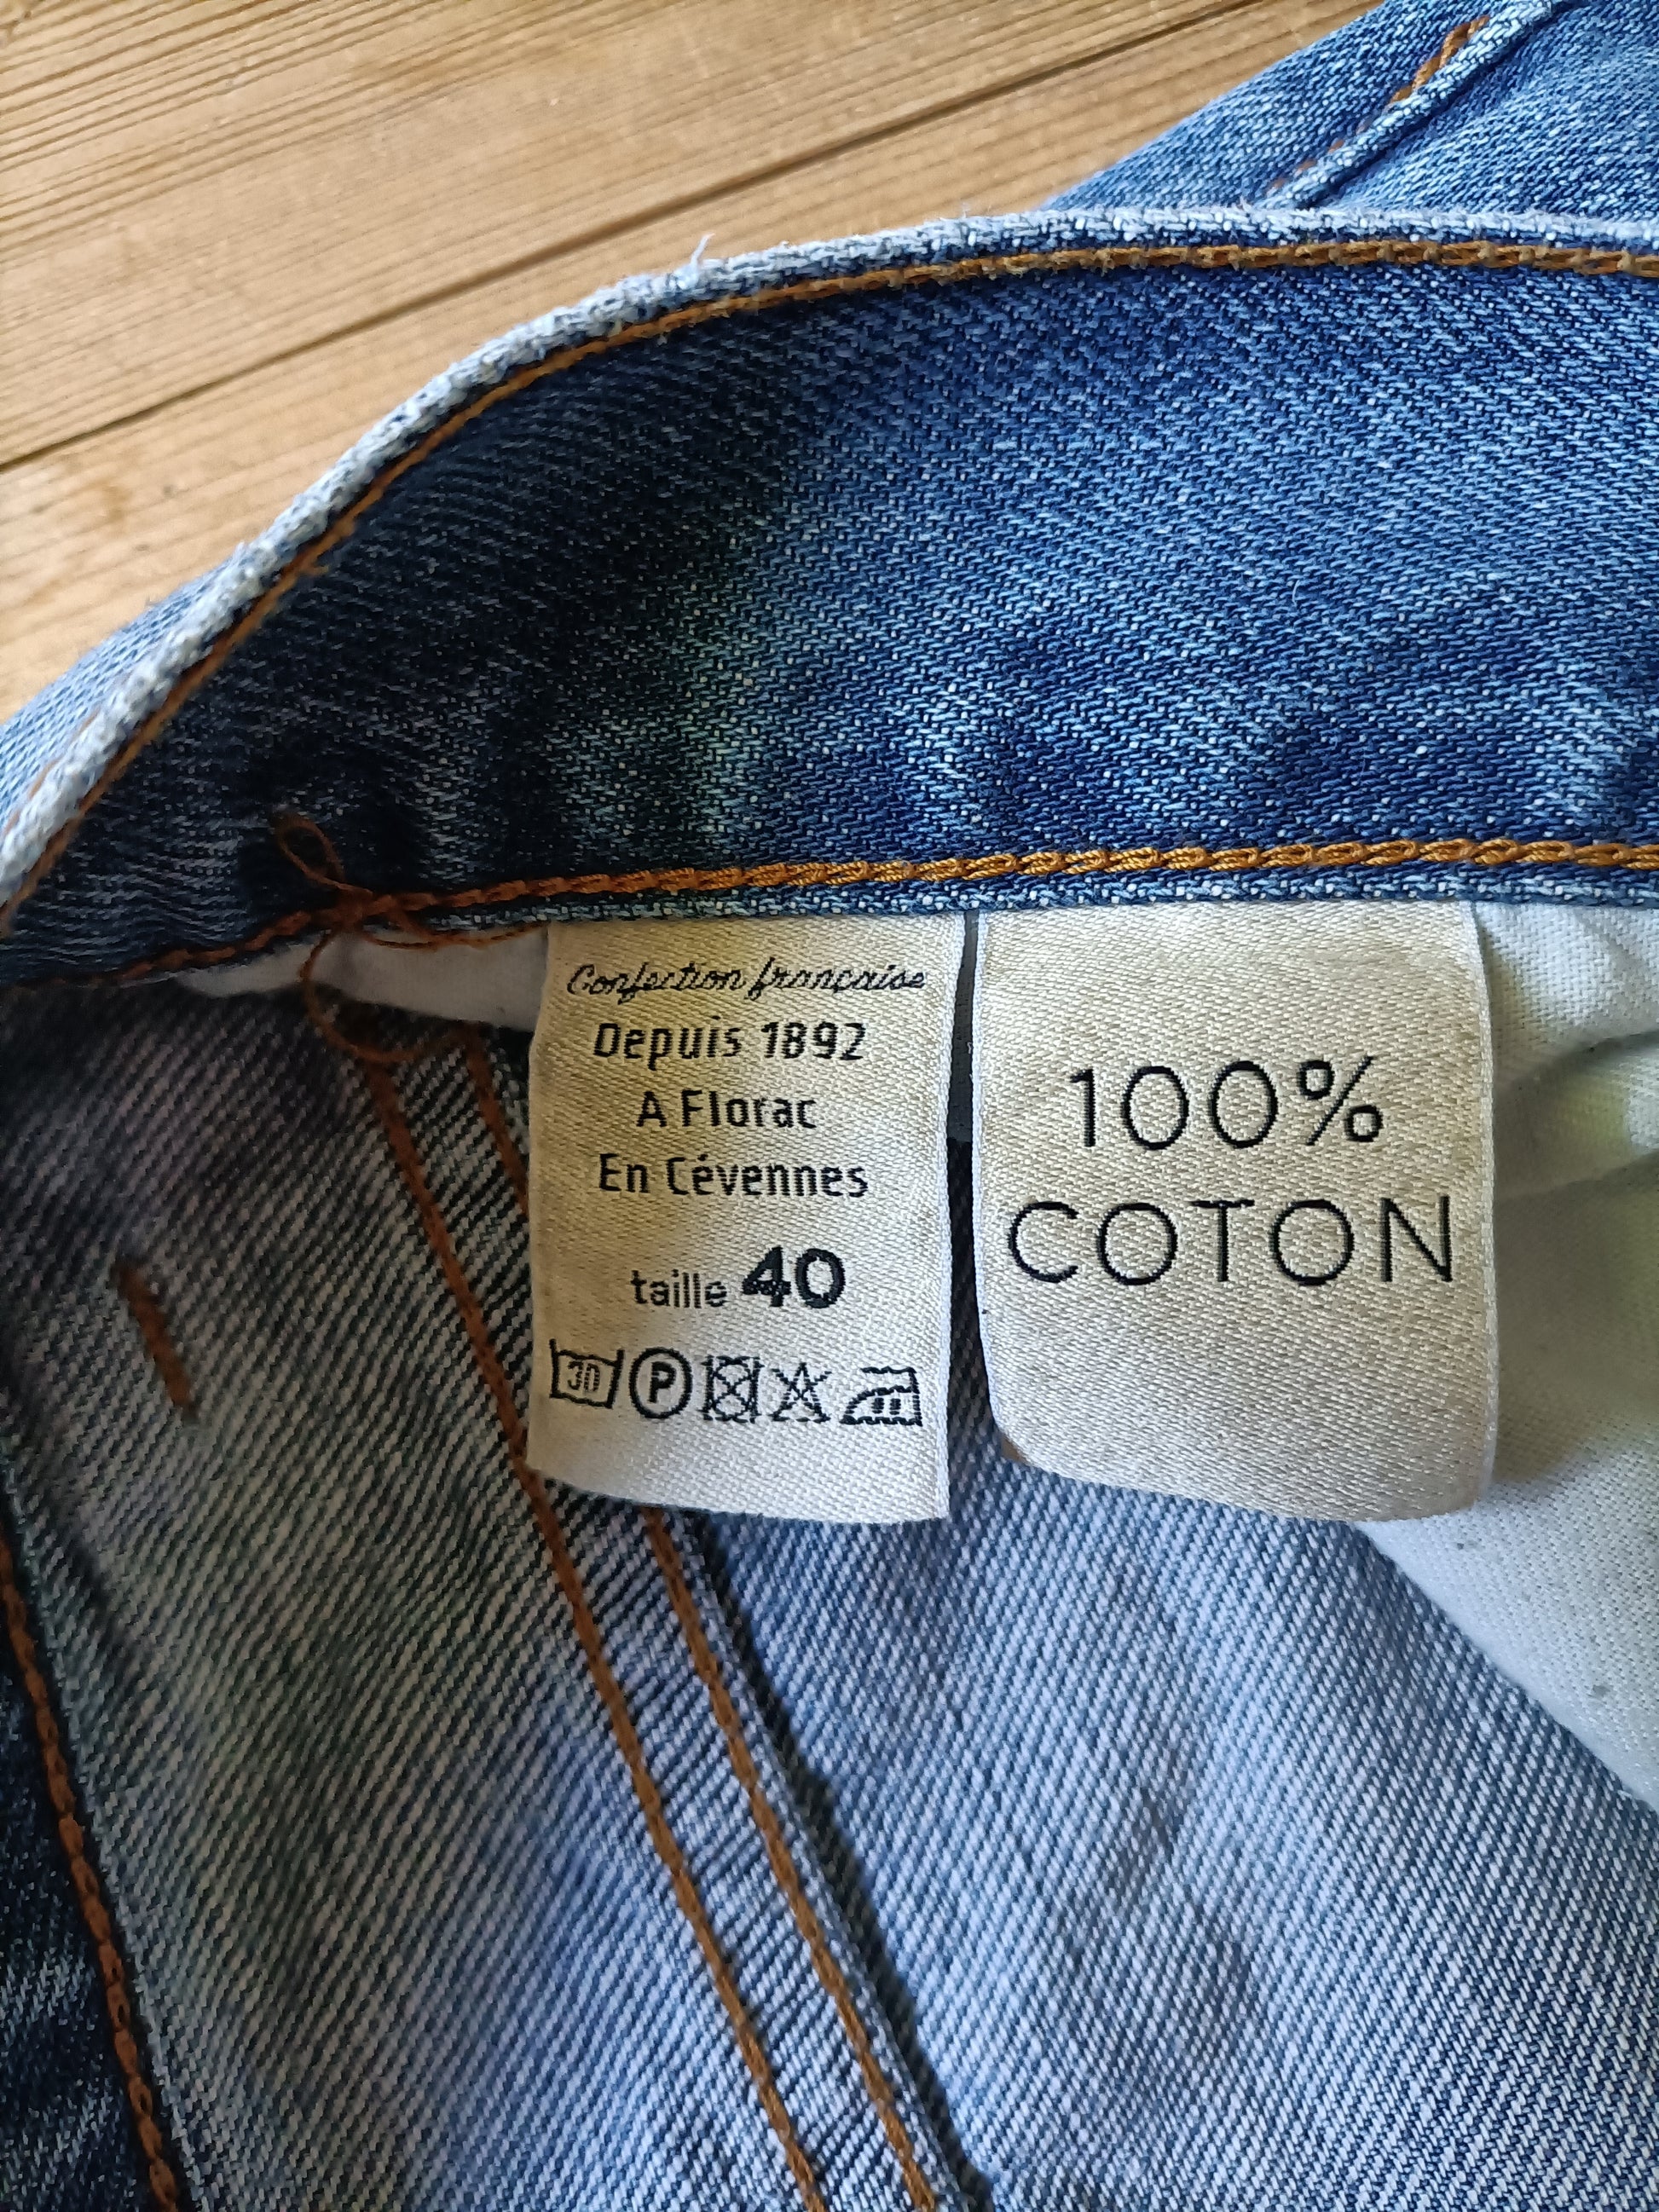 Confection française
Depuis 1892
A Florac
En Cévennes
taille 40
30 P
100%
COTON